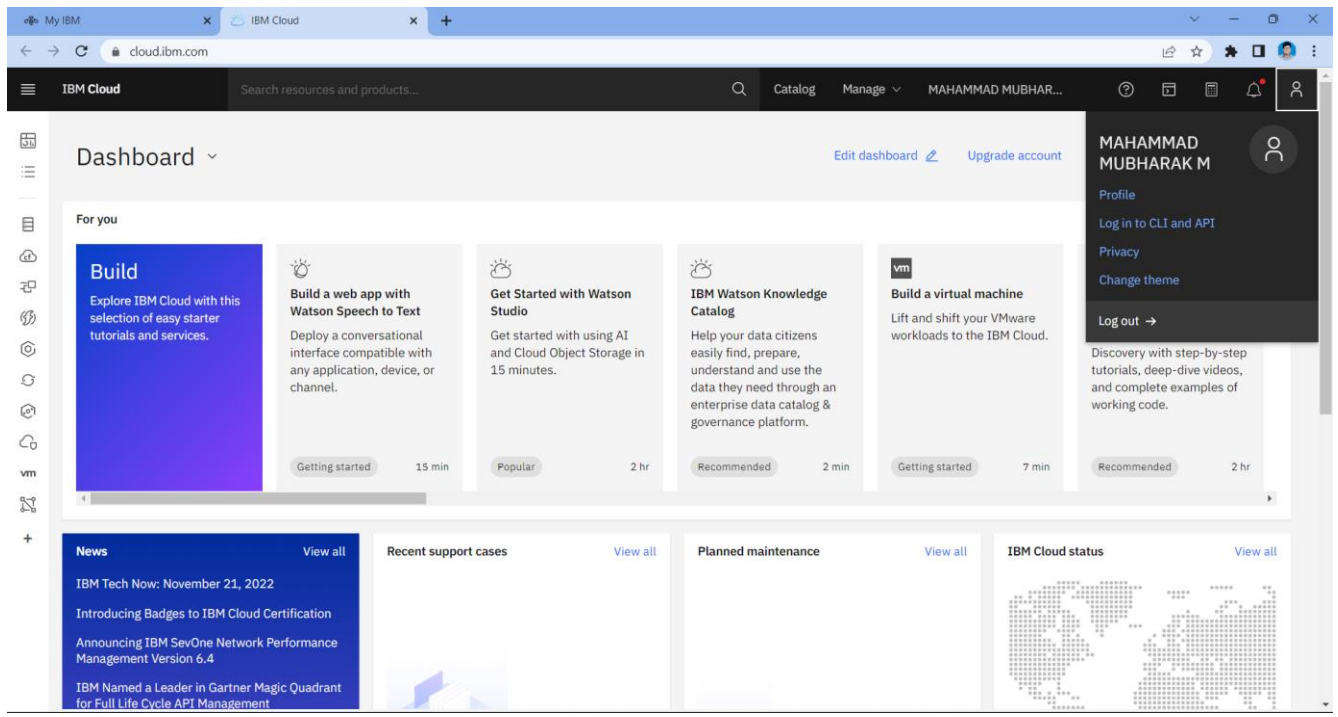 My IBM
IBM Cloud
cloud.ibm.com
IBM Cloud
Search resources and products...
Catalog
Manage
MAHAMMAD MUBHAR...
Dashboard
Edit dashboard
Upgrade account
MAHAMMAD
MUBHARAK M
Profile
Log in to CLI and API
Privacy
Change theme
Log out →
For you
Build
Explore IBM Cloud with this
selection of easy starter
tutorials and services.
Build a web app with
Watson Speech to Text
Deploy a conversational
interface compatible with
any application, device, or
channel.
Getting started
15 min
Get Started with Watson
Studio
Get started with using AI
and Cloud Object Storage in
15 minutes.
Popular
2 hr
IBM Watson Knowledge
Catalog
Help your data citizens
easily find, prepare,
understand and use the
data they need through an
enterprise data catalog &
governance platform.
Recommended
2 min
vm
Build a virtual machine
Lift and shift your VMware
workloads to the IBM Cloud.
Getting started
7 min
Discovery with step-by-step
tutorials, deep-dive videos,
and complete examples of
working code.
Recommended
2 hr
vm
News
View all
IBM Tech Now: November 21, 2022
Introducing Badges to IBM Cloud Certification
Announcing IBM SevOne Network Performance
Management Version 6.4
IBM Named a Leader in Gartner Magic Quadrant
for Full Life Cycle API Management
Recent support cases
View all
Planned maintenance
View all
IBM Cloud status
View all